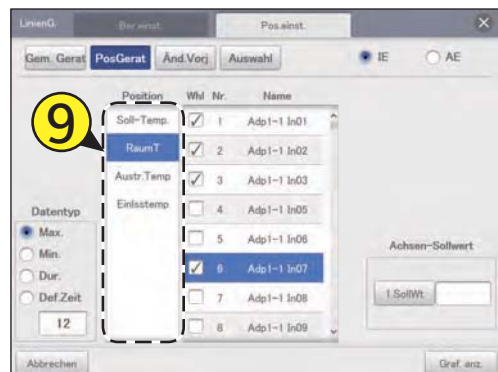 LinienG. Ber.einst. Pos.einst.
Gem. Gerat PosGerat Änd.Vorj Auswahl IE AE
Position Whl Nr. Name
9
Soll-Temp. 1 Adp1-1 In01
RaumT 2 Adp1-1 In02
Austr.Temp 3 Adp1-1 In03
Einlsstemp 4 Adp1-1 In05
5 Adp1-1 In06
6 Adp1-1 In07
7 Adp1-1 In08
8 Adp1-1 In09
Datentyp
Max.
Min.
Dur.
Def.Zeit
12
Achsen-Sollwert
1.SollWt
Abbrechen Graf. anz.